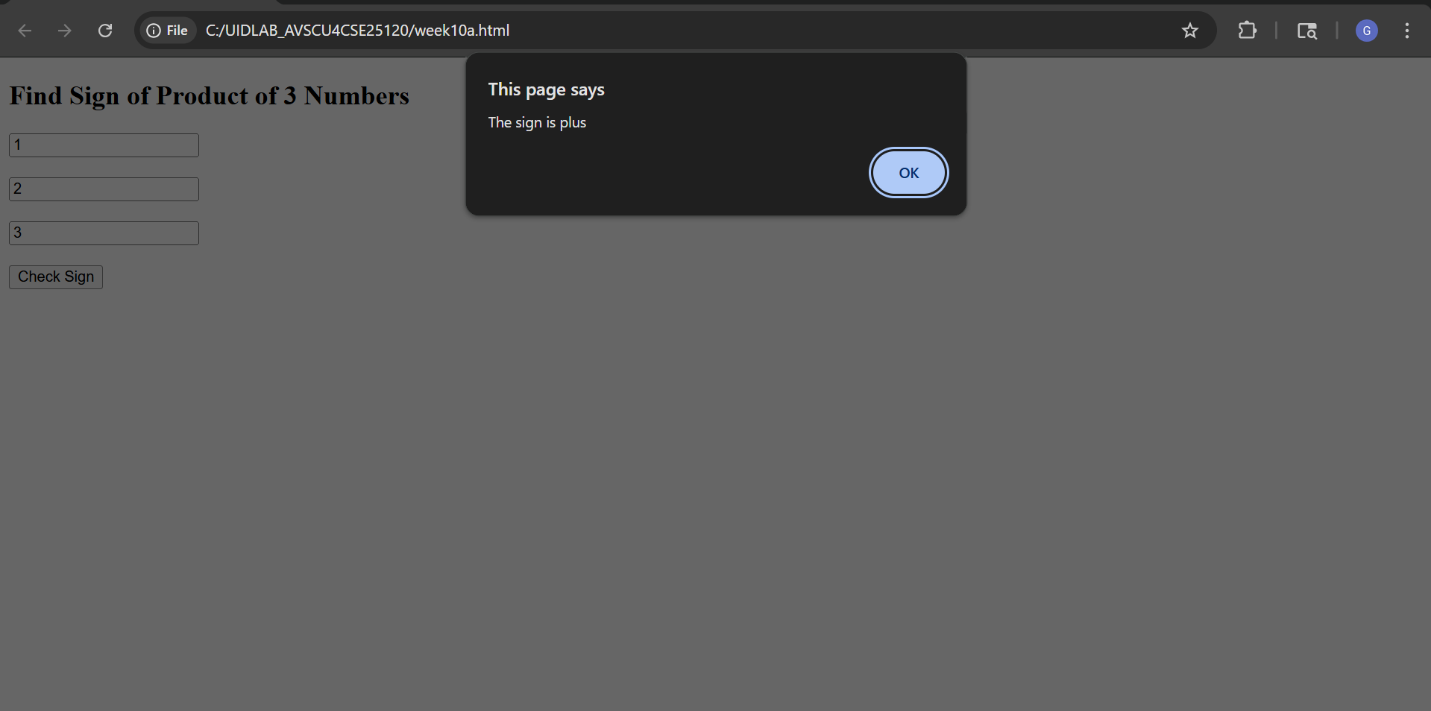 File C:/UIDLAB_AVSCU4CSE25120/week10a.html
G
This page says
The sign is plus
OK
Find Sign of Product of 3 Numbers
1
2
3
Check Sign